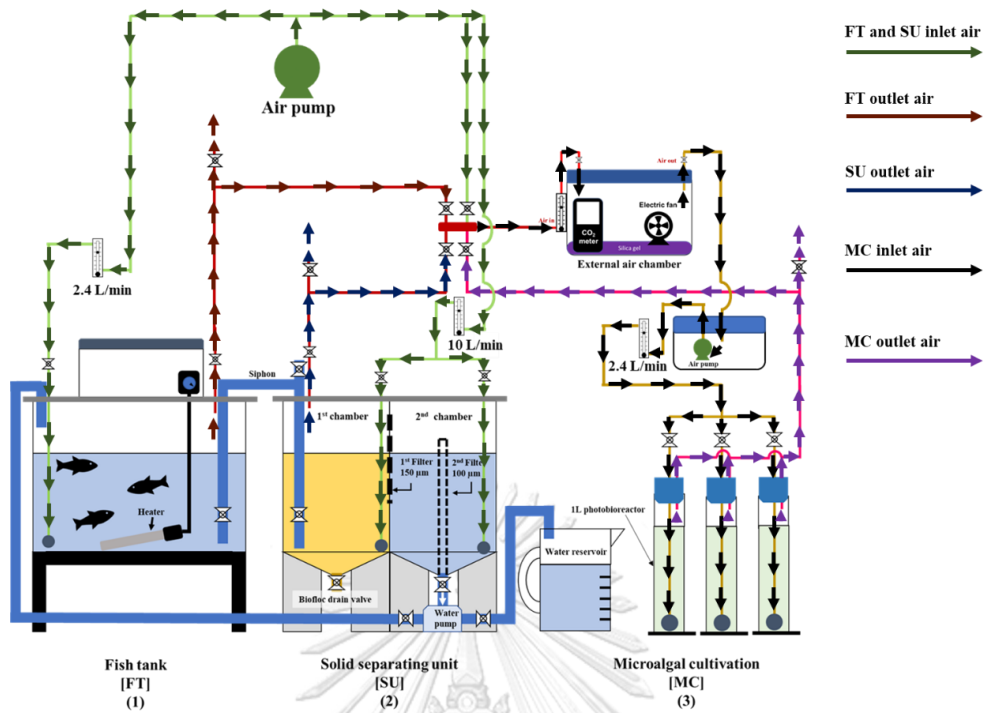 FT and SU inlet air
FT outlet air
SU outlet air
MC inlet air
MC outlet air
Air pump
2.4 L/min
10 L/min
Air in
Air out
CO2
meter
Electric fan
Silica gel
External air chamber
2.4 L/min
Air pump
Siphon
1st chamber
2nd chamber
1st Filter
150 µm
2nd Filter
100 µm
Heater
Biofloc drain valve
Water
pump
Water reservoir
1L photobioreactor
Fish tank
[FT]
(1)
Solid separating unit
[SU]
(2)
Microalgal cultivation
[MC]
(3)